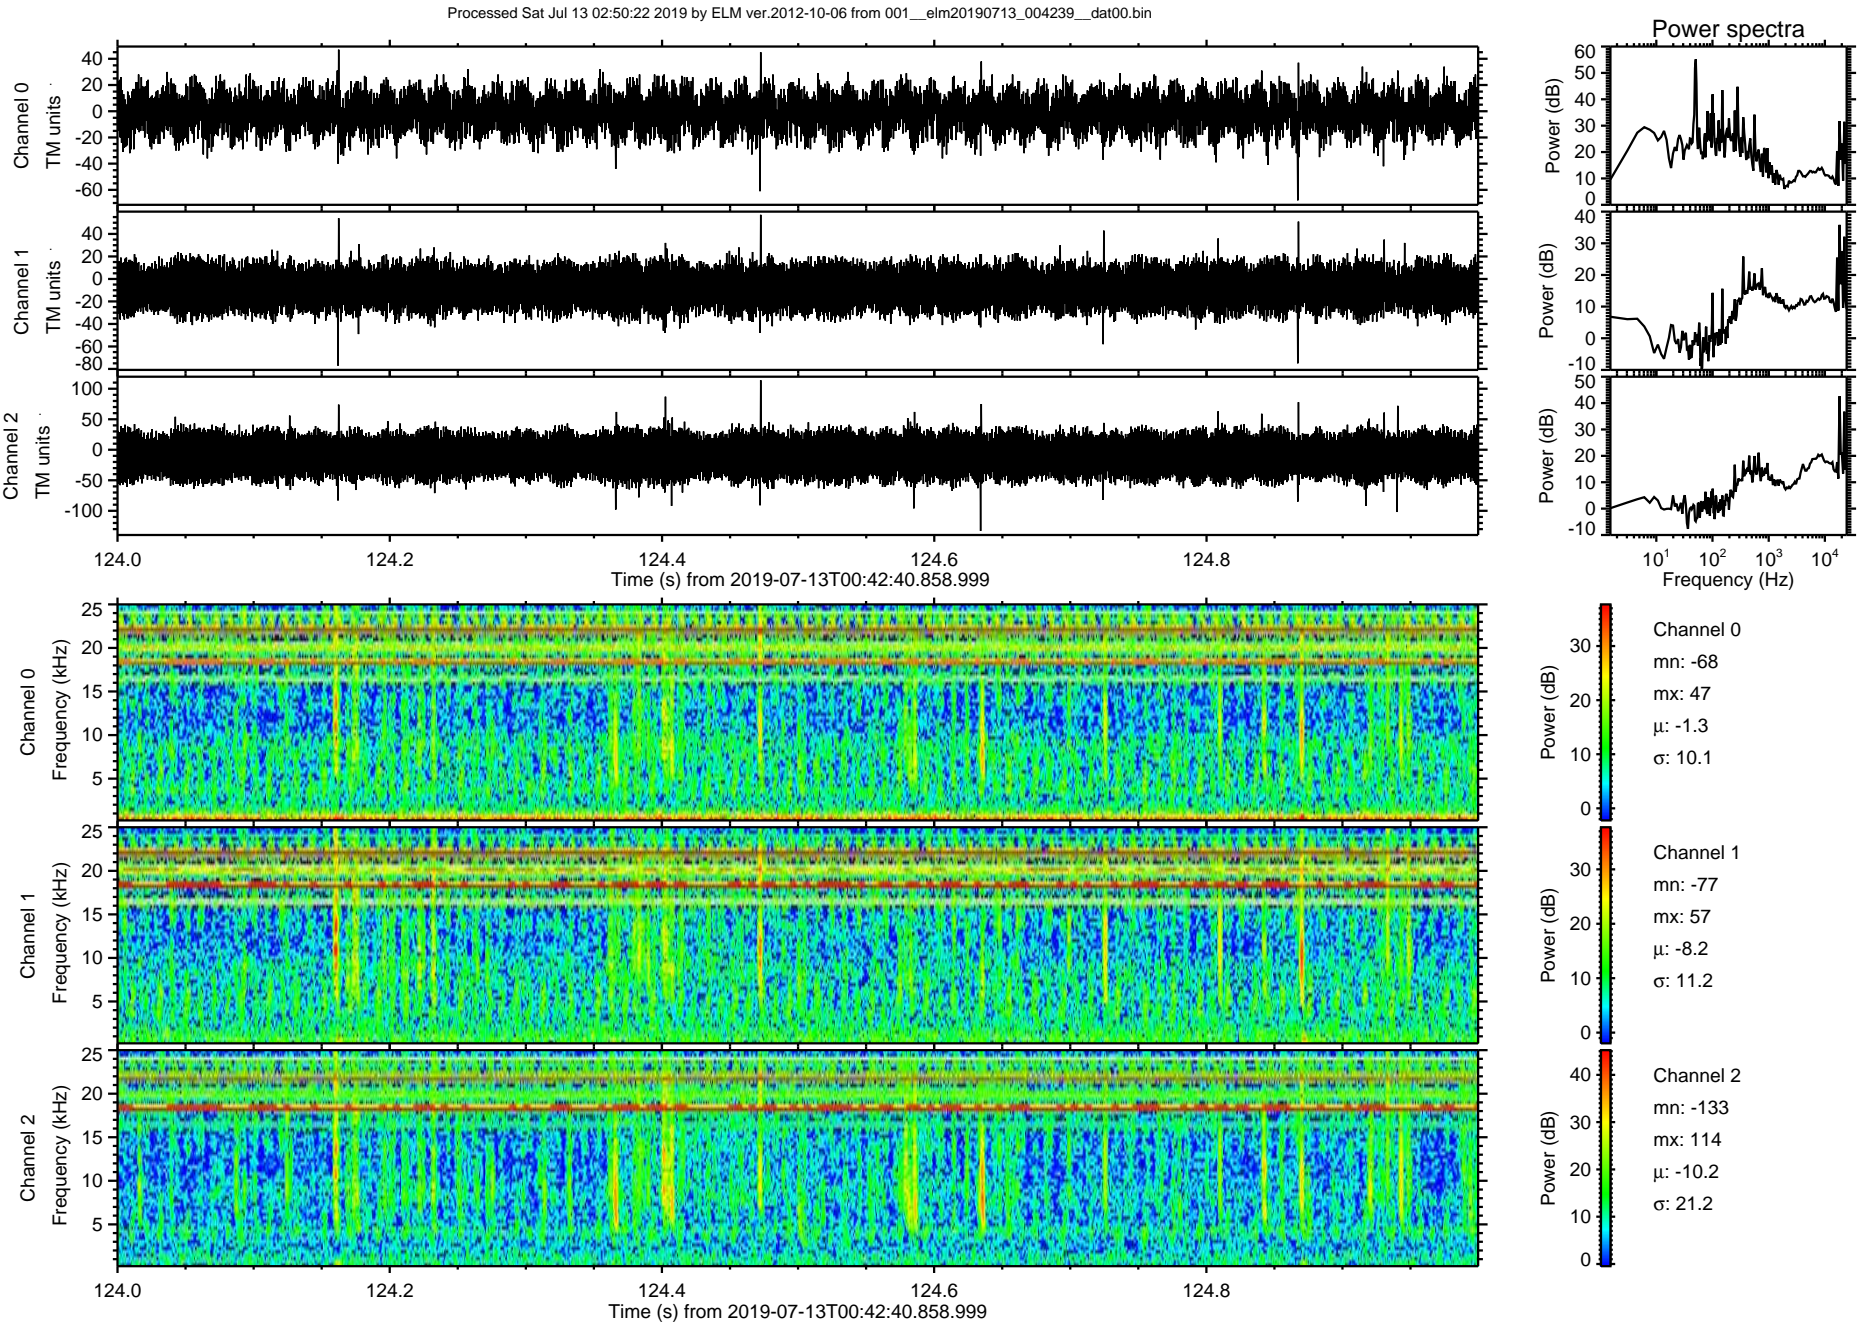 Processed Sat Jul 13 02:50:22 2019 by ELM ver.2012-10-06 from 001__elm20190713_004239__dat00.bin
Power spectra
Channel 0
TM units
40
20
0
-20
-40
-60
Power (dB)
60
50
40
30
20
10
0
Channel 1
TM units
40
20
0
-20
-40
-60
-80
Power (dB)
40
30
20
10
0
-10
Channel 2
TM units
100
50
0
-50
-100
Power (dB)
50
40
30
20
10
0
-10
124.0 124.2 124.4 124.6 124.8
Time (s) from 2019-07-13T00:42:40.858.999
10¹ 10² 10³ 10⁴
Frequency (Hz)
Channel 0
Frequency (kHz)
25
20
15
10
5
Power (dB)
30
20
10
0
Channel 0
mn: -68
mx: 47
μ: -1.3
σ: 10.1
Channel 1
Frequency (kHz)
25
20
15
10
5
Power (dB)
30
20
10
0
Channel 1
mn: -77
mx: 57
μ: -8.2
σ: 11.2
Channel 2
Frequency (kHz)
25
20
15
10
5
Power (dB)
40
30
20
10
0
Channel 2
mn: -133
mx: 114
μ: -10.2
σ: 21.2
124.0 124.2 124.4 124.6 124.8
Time (s) from 2019-07-13T00:42:40.858.999